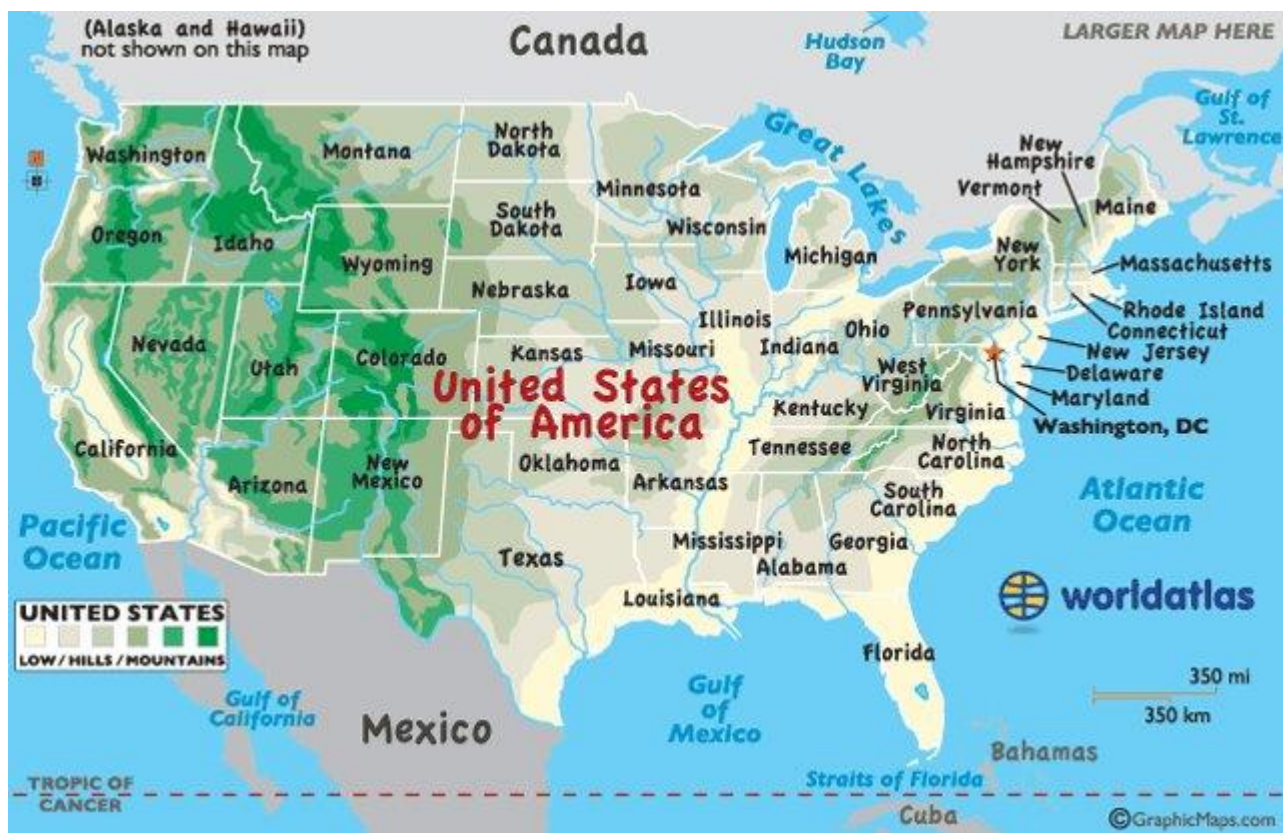 (Alaska and Hawaii)
not shown on this map
Canada
Hudson
Bay
LARGER MAP HERE
Gulf of
St.
Lawrence
Great Lakes
New
Hampshire
Vermont
Maine
Washington
Montana
North
Dakota
Minnesota
Oregon
Idaho
South
Dakota
Wisconsin
Michigan
New
York
Massachusetts
Wyoming
Nebraska
Iowa
Illinois
Indiana
Ohio
Pennsylvania
Rhode Island
Connecticut
New Jersey
Delaware
Maryland
Washington, DC
Nevada
Utah
Colorado
Kansas
Missouri
West
Virginia
Virginia
Kentucky
United States
of America
California
Arizona
New
Mexico
Oklahoma
Arkansas
Tennessee
North
Carolina
South
Carolina
Pacific
Ocean
Atlantic
Ocean
Texas
Mississippi
Alabama
Georgia
Louisiana
Florida
worldatlas
UNITED STATES
LOW / HILLS / MOUNTAINS
Gulf of
California
Mexico
Gulf
of
Mexico
350 mi
350 km
Bahamas
Straits of Florida
TROPIC OF
CANCER
Cuba
©GraphicMaps.com